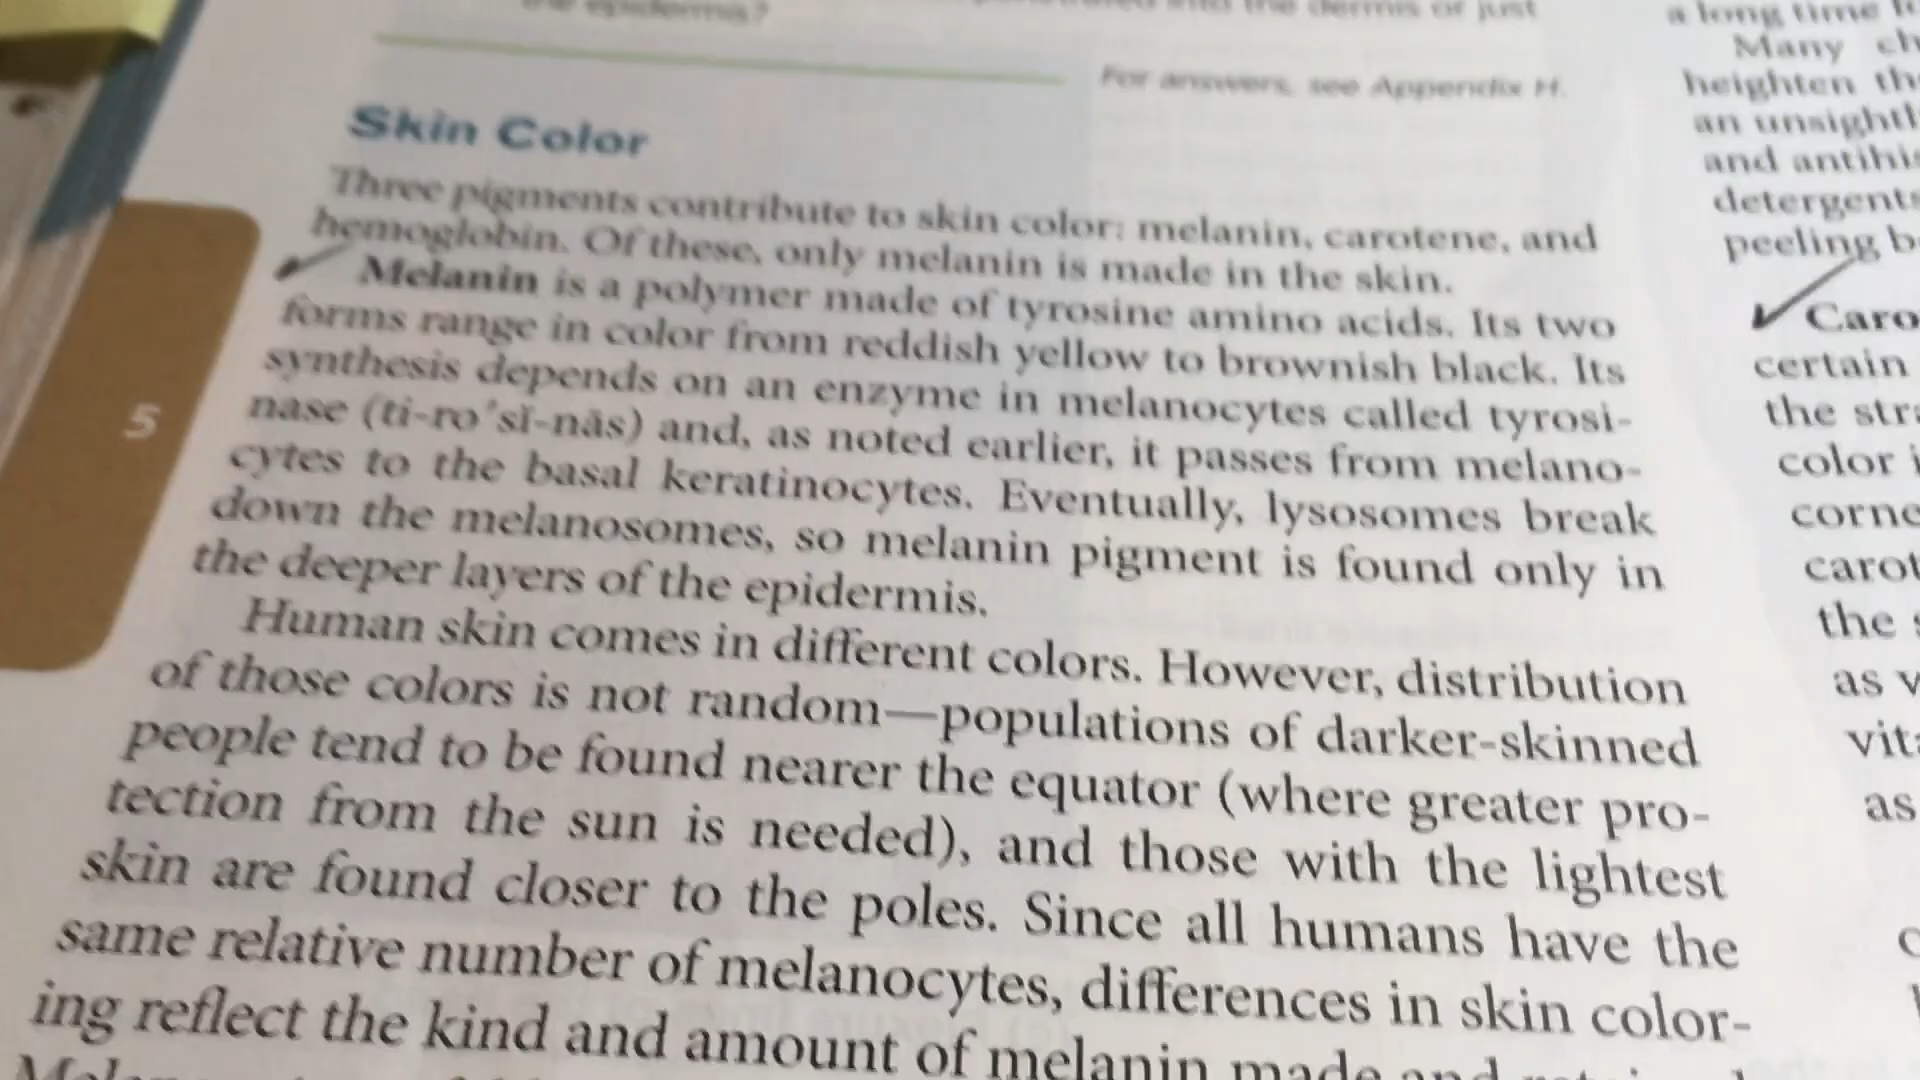 the epidermis?
into the dermis or just
For answers, see Appendix H.
Skin Color
Three pigments contribute to skin color: melanin, carotene, and
hemoglobin. Of these, only melanin is made in the skin.
Melanin is a polymer made of tyrosine amino acids. Its two
forms range in color from reddish yellow to brownish black. Its
synthesis depends on an enzyme in melanocytes called tyrosi-
nase (ti-ro′sĭ-nās) and, as noted earlier, it passes from melano-
cytes to the basal keratinocytes. Eventually, lysosomes break
down the melanosomes, so melanin pigment is found only in
the deeper layers of the epidermis.
Human skin comes in different colors. However, distribution
of those colors is not random—populations of darker-skinned
people tend to be found nearer the equator (where greater pro-
tection from the sun is needed), and those with the lightest
skin are found closer to the poles. Since all humans have the
same relative number of melanocytes, differences in skin color-
ing reflect the kind and amount of melanin made and
5
a long time
Many ch
heighten
an unsightl
and antihis
detergents
peeling b
Caro
certain
the stra
color i
corne
carot
the s
as v
vita
as